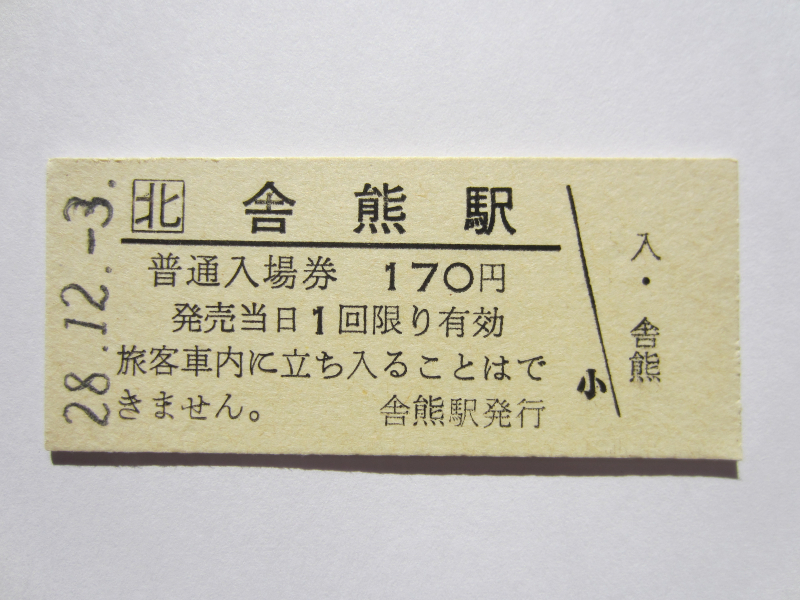 28.12.-3.
北 舎熊駅
普通入場券 170円
発売当日1回限り有効
旅客車内に立ち入ることはで
きません。 舎熊駅発行
小
入・舎熊